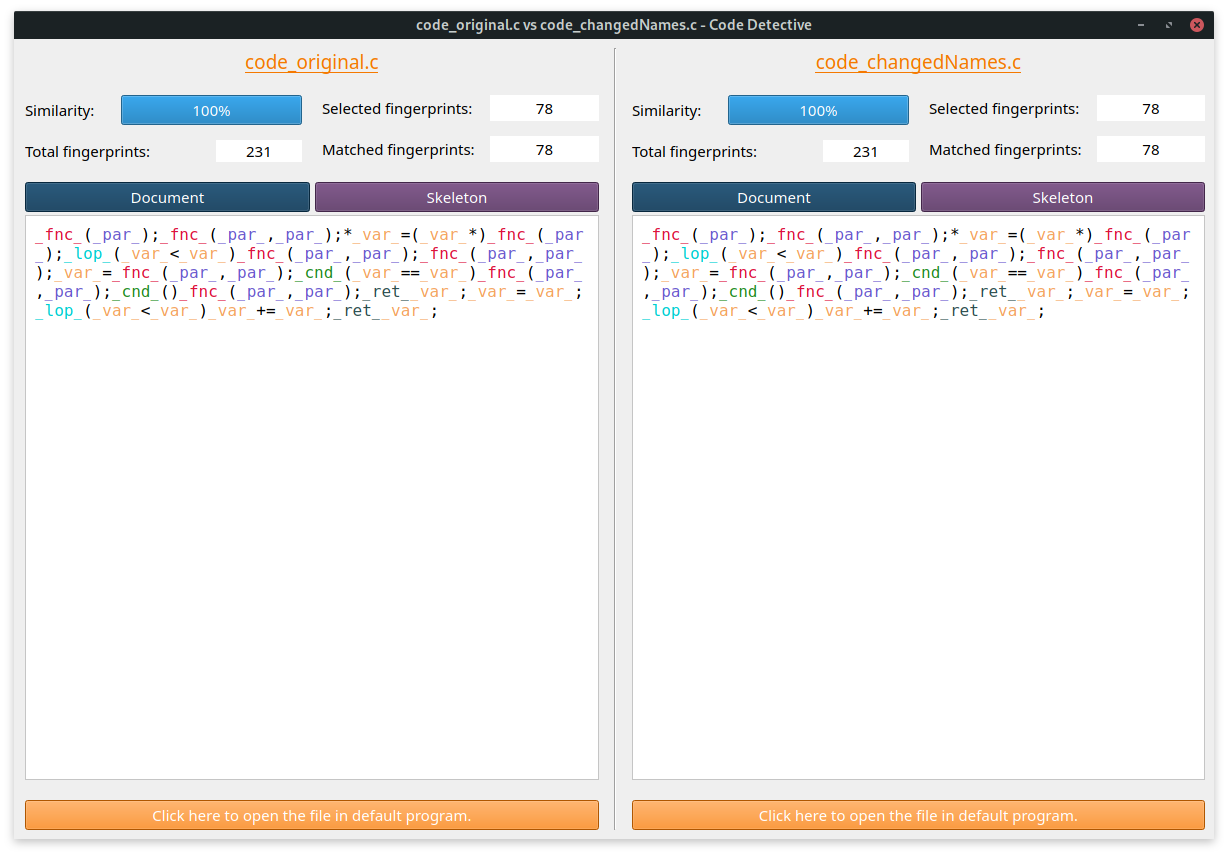 code_original.c vs code_changedNames.c - Code Detective
code_original.c
Similarity: 100% Selected fingerprints: 78
Total fingerprints: 231 Matched fingerprints: 78
Document Skeleton
_fnc_(_par_);_fnc_(_par_,_par_);*_var_=(_var_*)_fnc_(_par
_);_lop_(_var_<_var_)_fnc_(_par_,_par_);_fnc_(_par_,_par_
);_var_=_fnc_(_par_,_par_);_cnd_(_var_==_var_)_fnc_(_par_
,_par_);_cnd_()_fnc_(_par_,_par_);_ret__var_;_var_=_var_;
_lop_(_var_<_var_)_var_+=_var_;_ret__var_;
Click here to open the file in default program.
code_changedNames.c
Similarity: 100% Selected fingerprints: 78
Total fingerprints: 231 Matched fingerprints: 78
Document Skeleton
_fnc_(_par_);_fnc_(_par_,_par_);*_var_=(_var_*)_fnc_(_par
_);_lop_(_var_<_var_)_fnc_(_par_,_par_);_fnc_(_par_,_par_
);_var_=_fnc_(_par_,_par_);_cnd_(_var_==_var_)_fnc_(_par_
,_par_);_cnd_()_fnc_(_par_,_par_);_ret__var_;_var_=_var_;
_lop_(_var_<_var_)_var_+=_var_;_ret__var_;
Click here to open the file in default program.